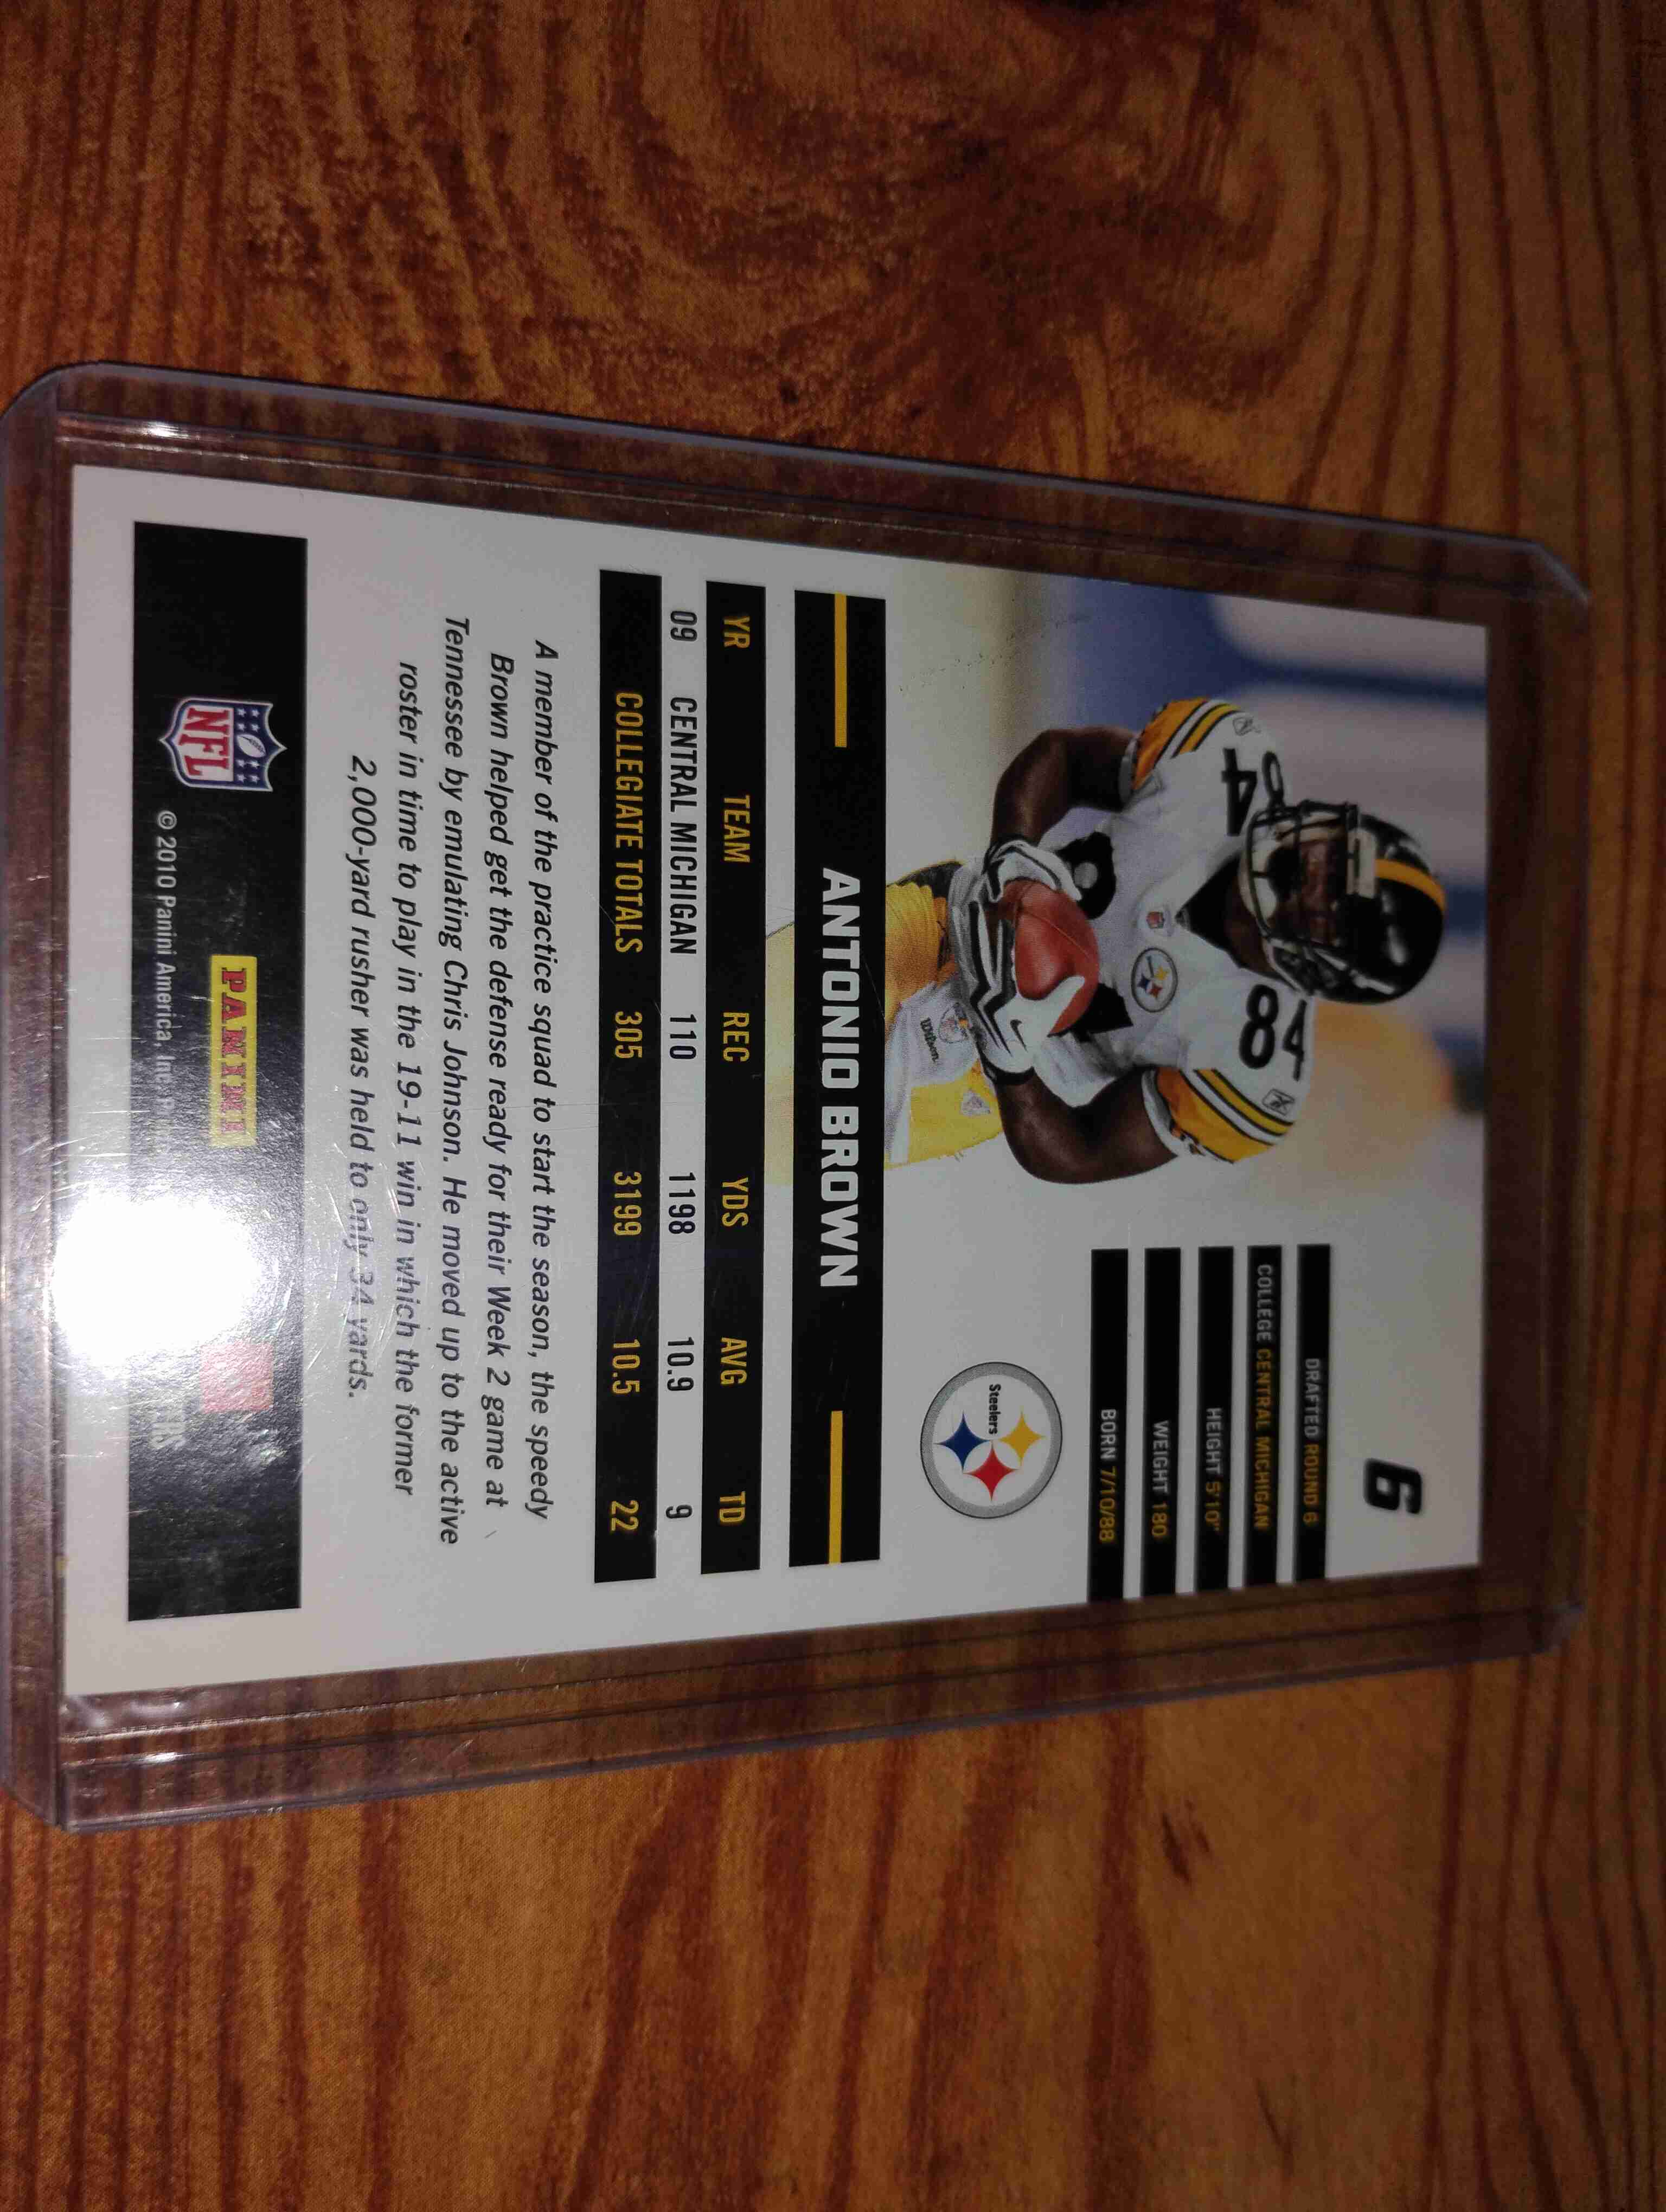 6
DRAFTED ROUND 6
COLLEGE CENTRAL MICHIGAN
HEIGHT 5'10"
WEIGHT 180
BORN 7/10/88
84
84
Wilson
Steelers
ANTONIO BROWN
YR TEAM REC YDS AVG TD
09 CENTRAL MICHIGAN 110 1198 10.9 9
COLLEGIATE TOTALS 305 3199 10.5 22
A member of the practice squad to start the season, the speedy
Brown helped get the defense ready for their Week 2 game at
Tennessee by emulating Chris Johnson. He moved up to the active
roster in time to play in the 19-11 win in which the former
2,000-yard rusher was held to only 34 yards.
NFL
PANINI
© 2010 Panini America, Inc.